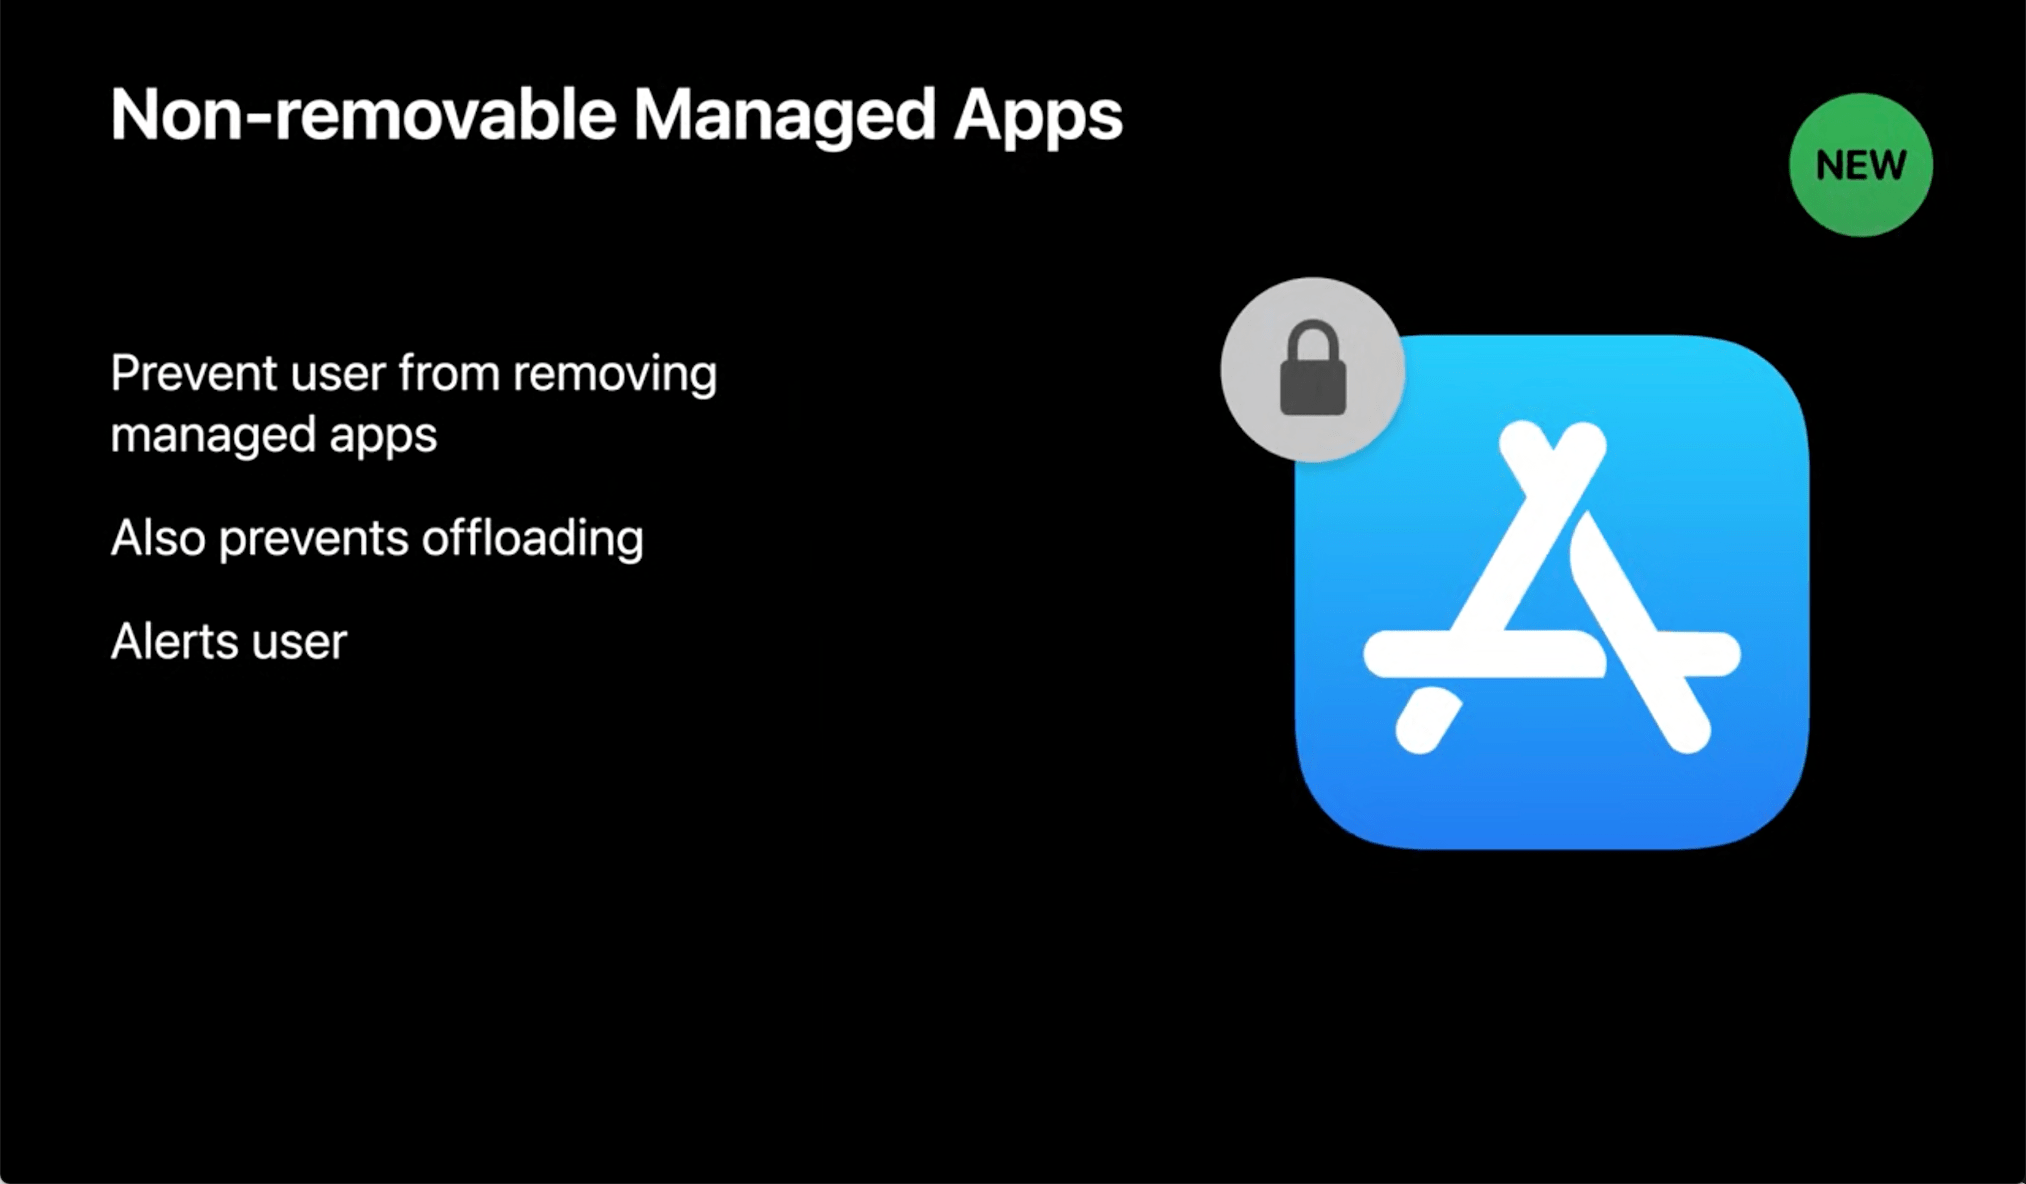 Non-removable Managed Apps
NEW
Prevent user from removing
managed apps
Also prevents offloading
Alerts user